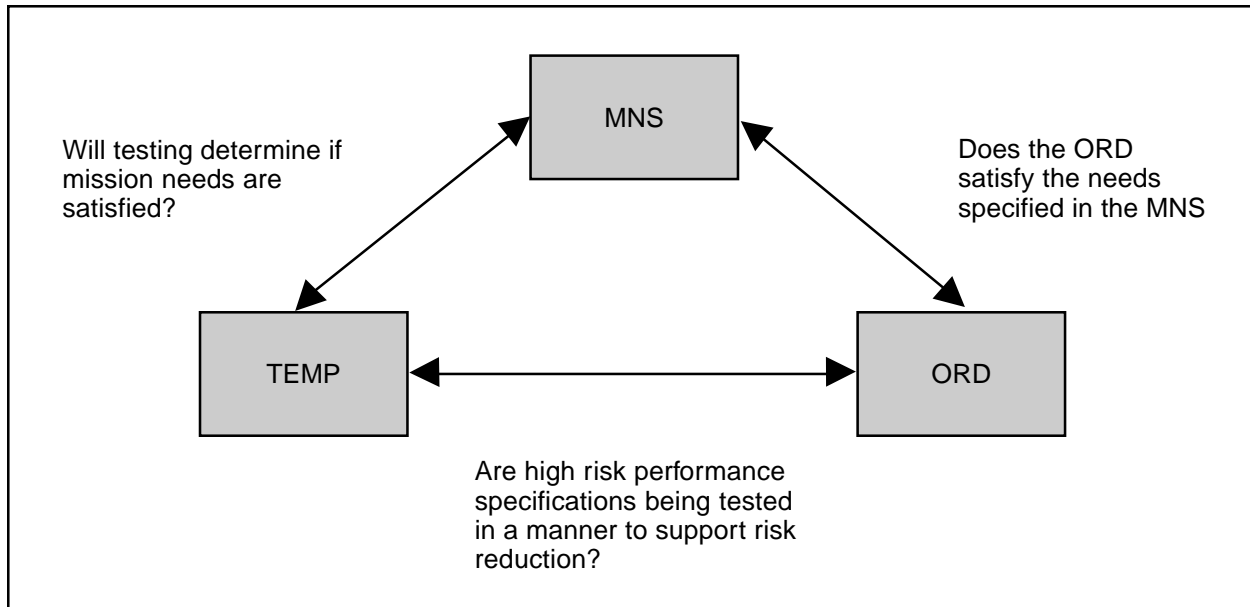 MNS
Will testing determine if
mission needs are
satisfied?
Does the ORD
satisfy the needs
specified in the MNS
TEMP
ORD
Are high risk performance
specifications being tested
in a manner to support risk
reduction?